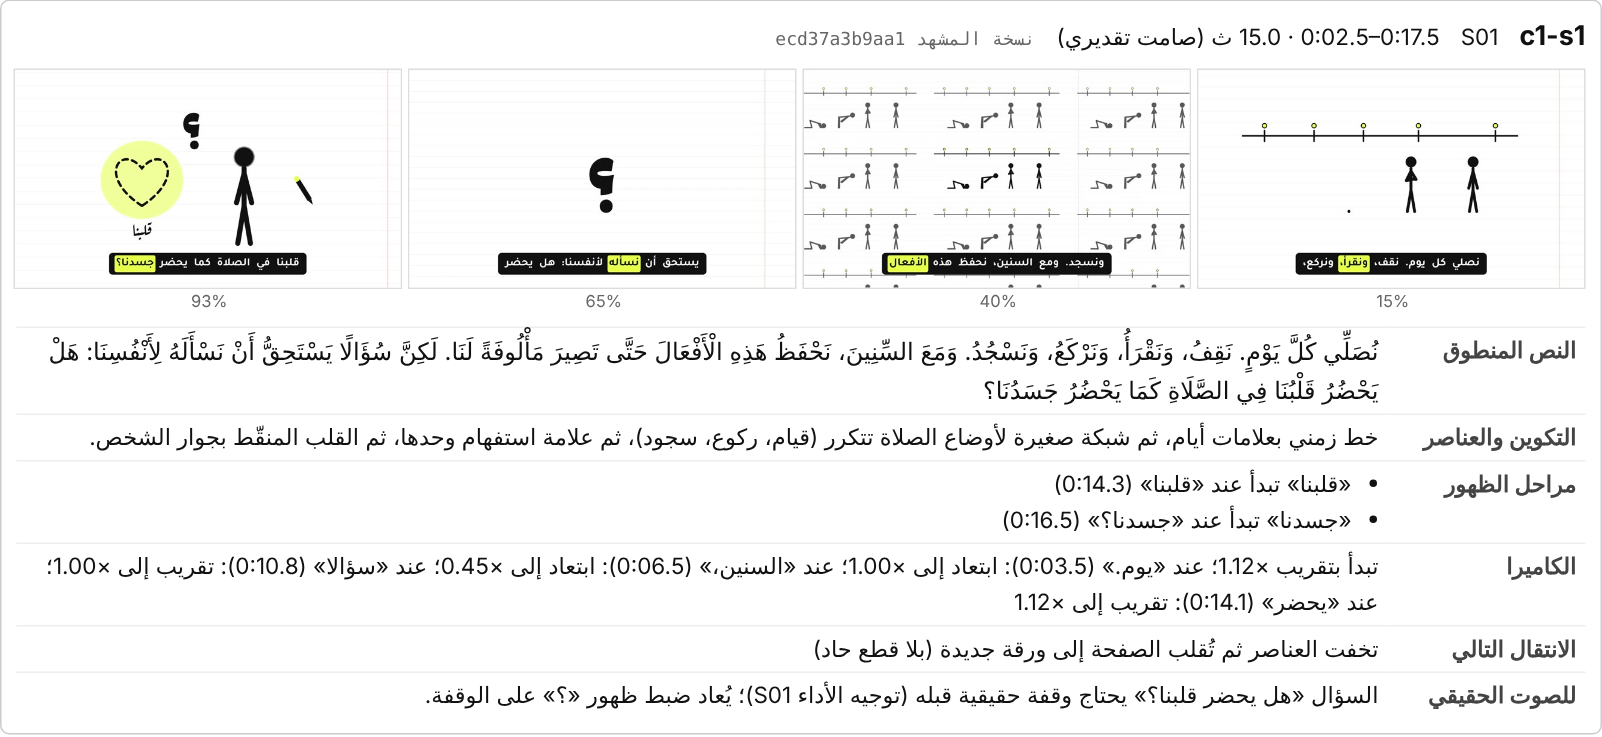 c1-s1 S01 0:02.5–0:17.5 · 15.0 ث (صامت تقديري) نسخة المشهد ecd37a3b9aa1
نصلي كل يوم. نقف، ونقرأ، ونركع،
15%
ونسجد. ومع السنين، نحفظ هذه الأفعال
40%
؟
يستحق أن نسأله لأنفسنا: هل يحضر
65%
؟
قلبنا
قلبنا في الصلاة كما يحضر جسدنا؟
93%
النص المنطوق
نُصَلِّي كُلَّ يَوْمٍ. نَقِفُ، وَنَقْرَأُ، وَنَرْكَعُ، وَنَسْجُدُ. وَمَعَ السِّنِينَ، نَحْفَظُ هَذِهِ الْأَفْعَالَ حَتَّى تَصِيرَ مَأْلُوفَةً لَنَا. لَكِنَّ سُؤَالًا يَسْتَحِقُّ أَنْ نَسْأَلَهُ لِأَنْفُسِنَا: هَلْ
يَحْضُرُ قَلْبُنَا فِي الصَّلَاةِ كَمَا يَحْضُرُ جَسَدُنَا؟
التكوين والعناصر
خط زمني بعلامات أيام، ثم شبكة صغيرة لأوضاع الصلاة تتكرر (قيام، ركوع، سجود)، ثم علامة استفهام وحدها، ثم القلب المنقّط بجوار الشخص.
مراحل الظهور
• «قلبنا» تبدأ عند «قلبنا» (0:14.3)
• «جسدنا» تبدأ عند «جسدنا؟» (0:16.5)
الكاميرا
تبدأ بتقريب ×1.12؛ عند «يوم.» (0:03.5): ابتعاد إلى ×1.00؛ عند «السنين،» (0:06.5): ابتعاد إلى ×0.45؛ عند «سؤالا» (0:10.8): تقريب إلى ×1.00؛
عند «يحضر» (0:14.1): تقريب إلى ×1.12
الانتقال التالي
تخفت العناصر ثم تُقلب الصفحة إلى ورقة جديدة (بلا قطع حاد)
للصوت الحقيقي
السؤال «هل يحضر قلبنا؟» يحتاج وقفة حقيقية قبله (توجيه الأداء S01)؛ يُعاد ضبط ظهور «؟» على الوقفة.